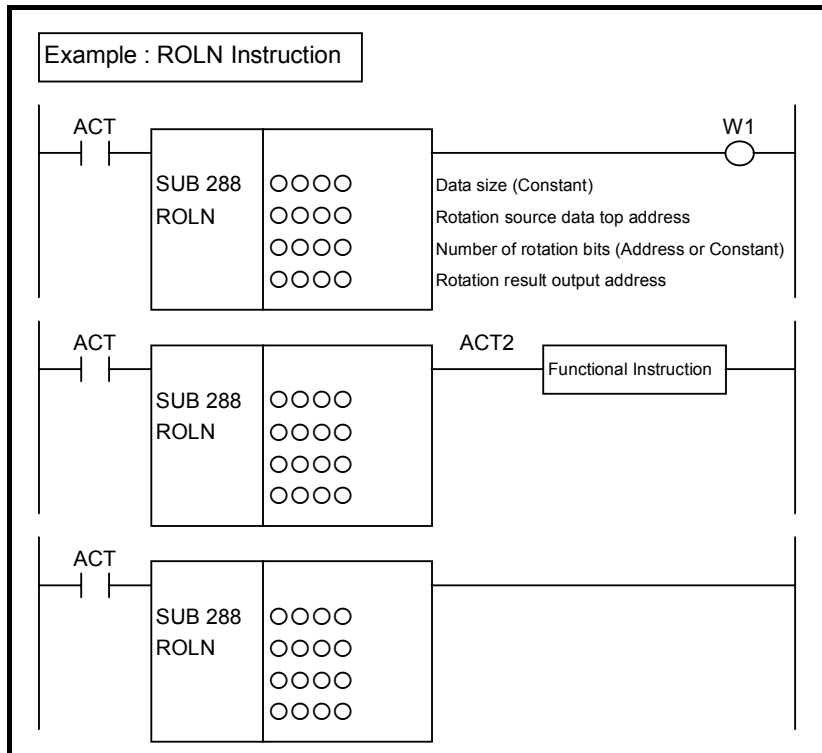 Example : ROLN Instruction
ACT
W1
SUB 288
ROLN
○○○○
○○○○
○○○○
○○○○
Data size (Constant)
Rotation source data top address
Number of rotation bits (Address or Constant)
Rotation result output address
ACT
ACT2
Functional Instruction
SUB 288
ROLN
○○○○
○○○○
○○○○
○○○○
ACT
SUB 288
ROLN
○○○○
○○○○
○○○○
○○○○